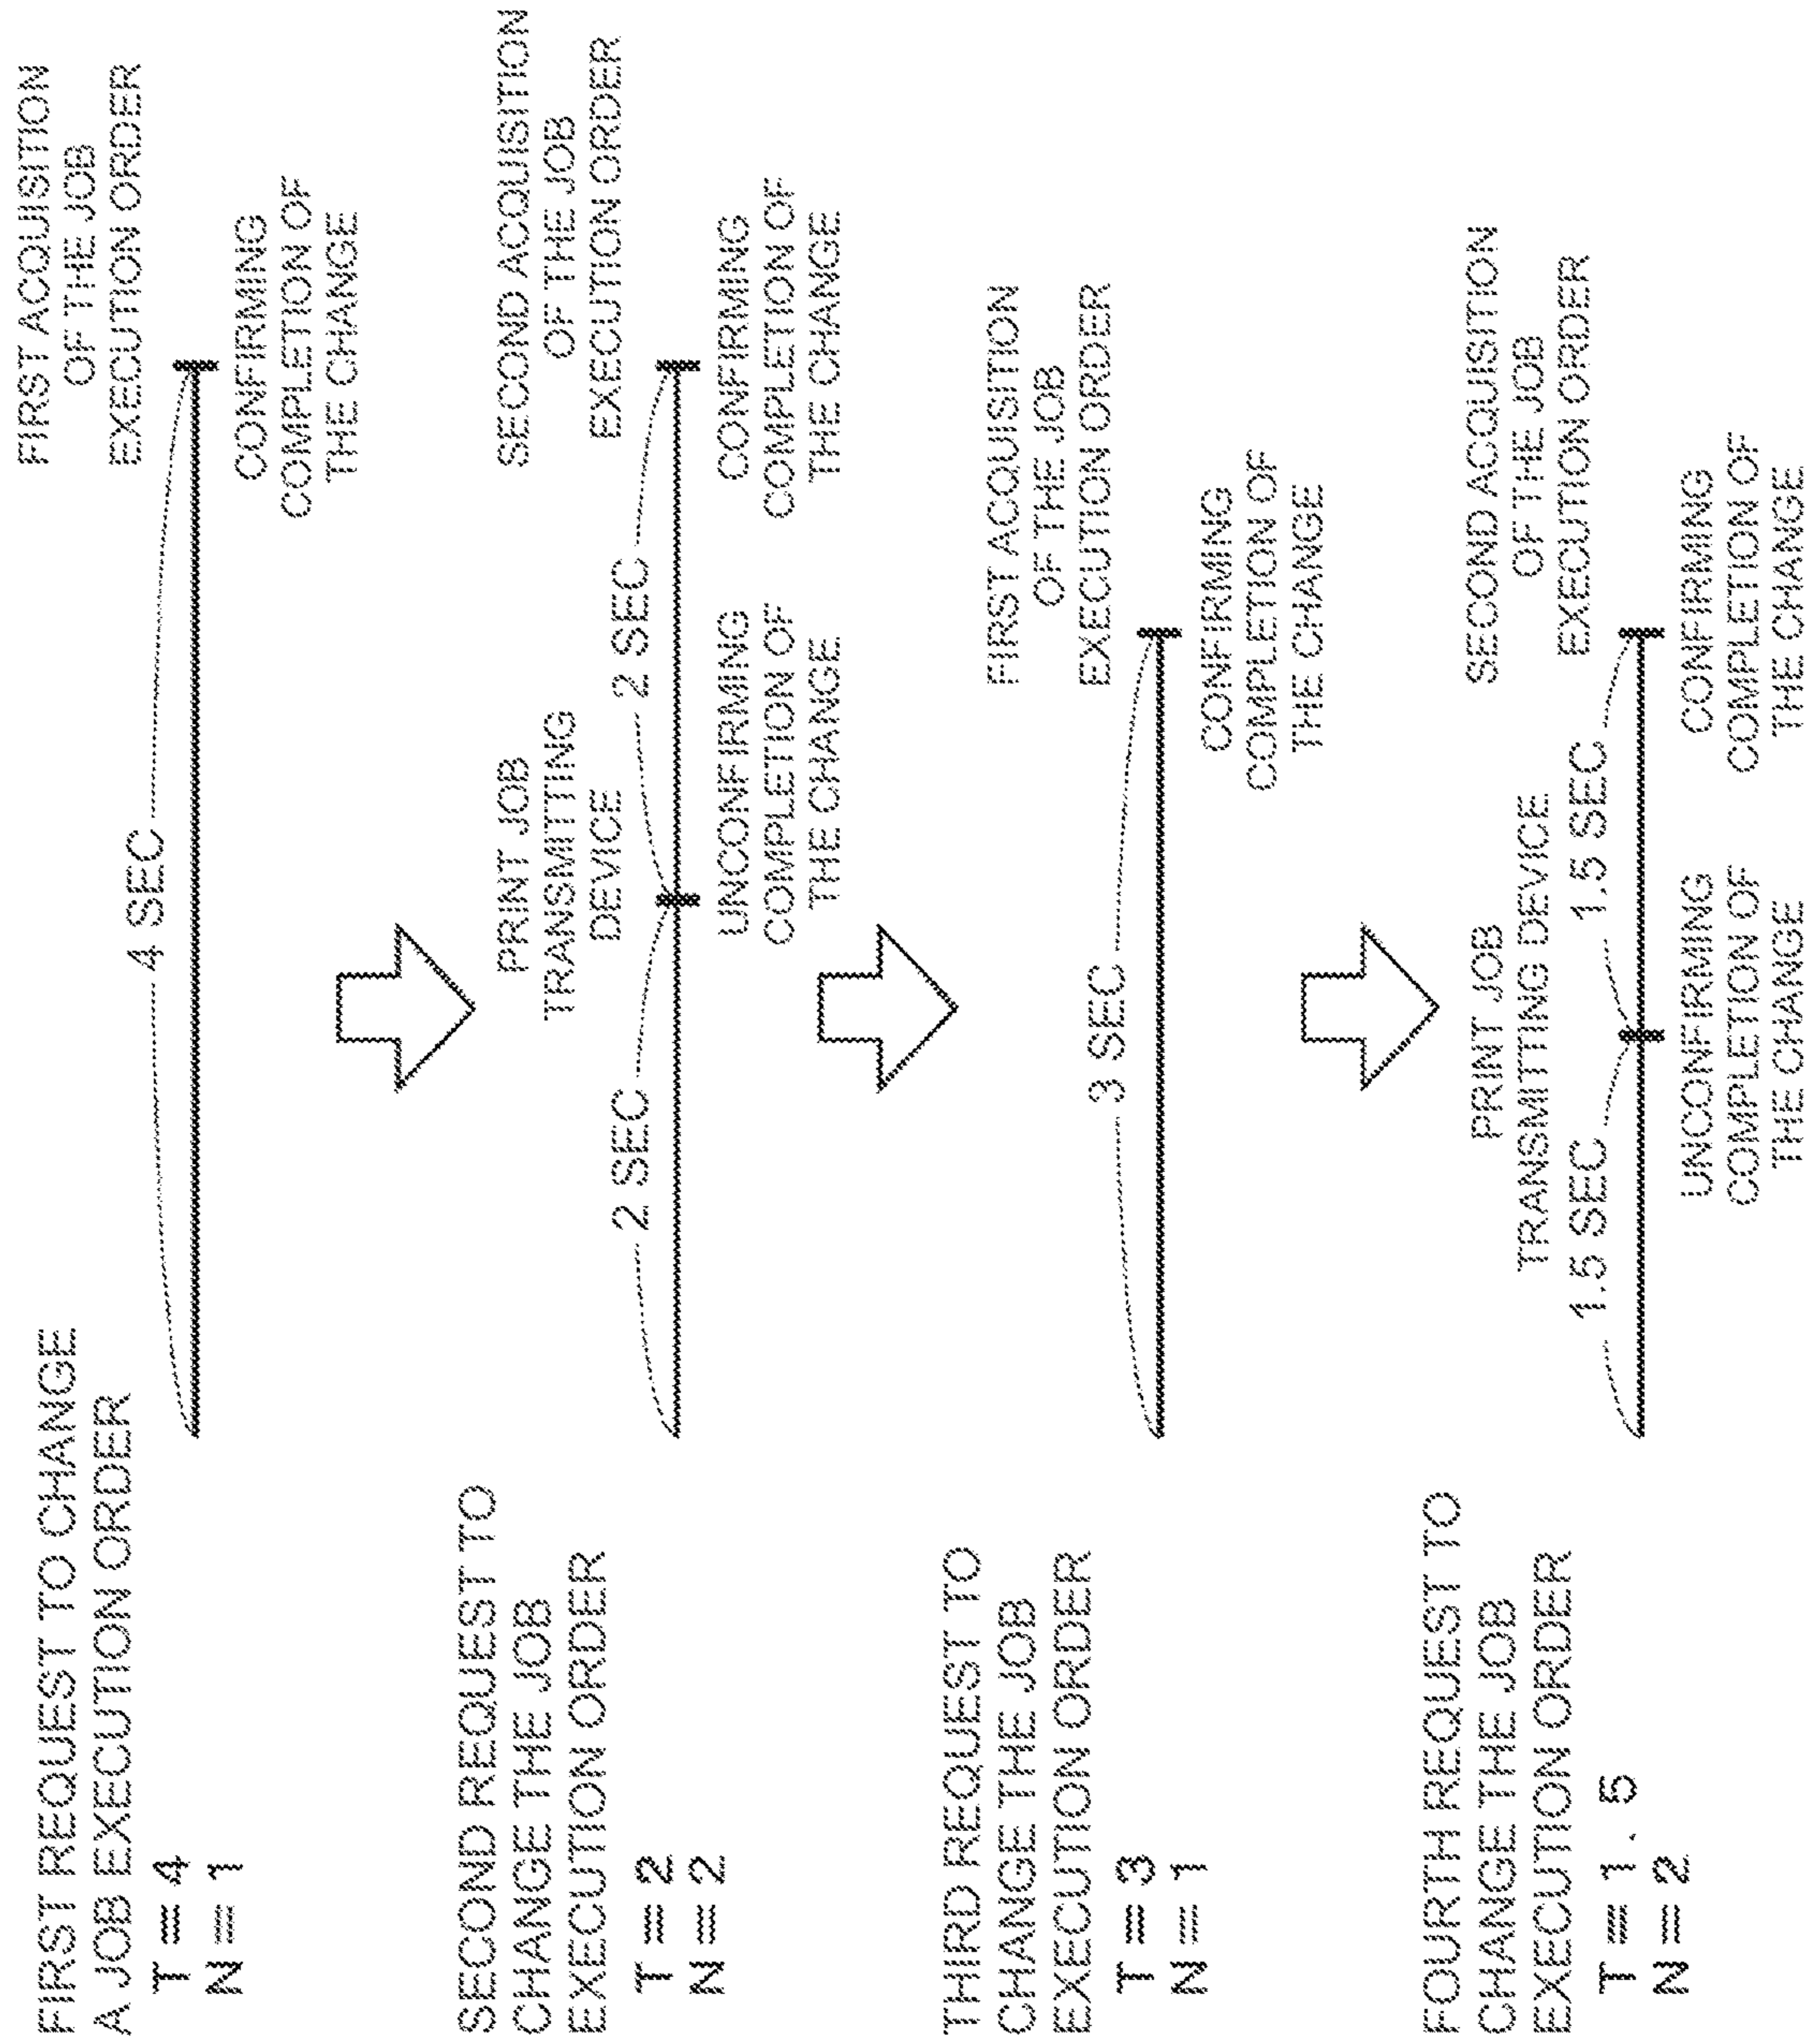 FIRST REQUEST TO CHANGE
A JOB EXECUTION ORDER
T = 4
N = 1
4 SEC
FIRST ACQUISITION
OF THE JOB
EXECUTION ORDER
CONFIRMING
COMPLETION OF
THE CHANGE
SECOND REQUEST TO
CHANGE THE JOB
EXECUTION ORDER
T = 2
N = 2
2 SEC
PRINT JOB
TRANSMITTING
DEVICE
UNCONFIRMING
COMPLETION OF
THE CHANGE
2 SEC
SECOND ACQUISITION
OF THE JOB
EXECUTION ORDER
CONFIRMING
COMPLETION OF
THE CHANGE
THIRD REQUEST TO
CHANGE THE JOB
EXECUTION ORDER
T = 3
N = 1
3 SEC
FIRST ACQUISITION
OF THE JOB
EXECUTION ORDER
CONFIRMING
COMPLETION OF
THE CHANGE
FOURTH REQUEST TO
CHANGE THE JOB
EXECUTION ORDER
T = 1.5
N = 2
1.5 SEC
PRINT JOB
TRANSMITTING DEVICE
UNCONFIRMING
COMPLETION OF
THE CHANGE
1.5 SEC
SECOND ACQUISITION
OF THE JOB
EXECUTION ORDER
CONFIRMING
COMPLETION OF
THE CHANGE